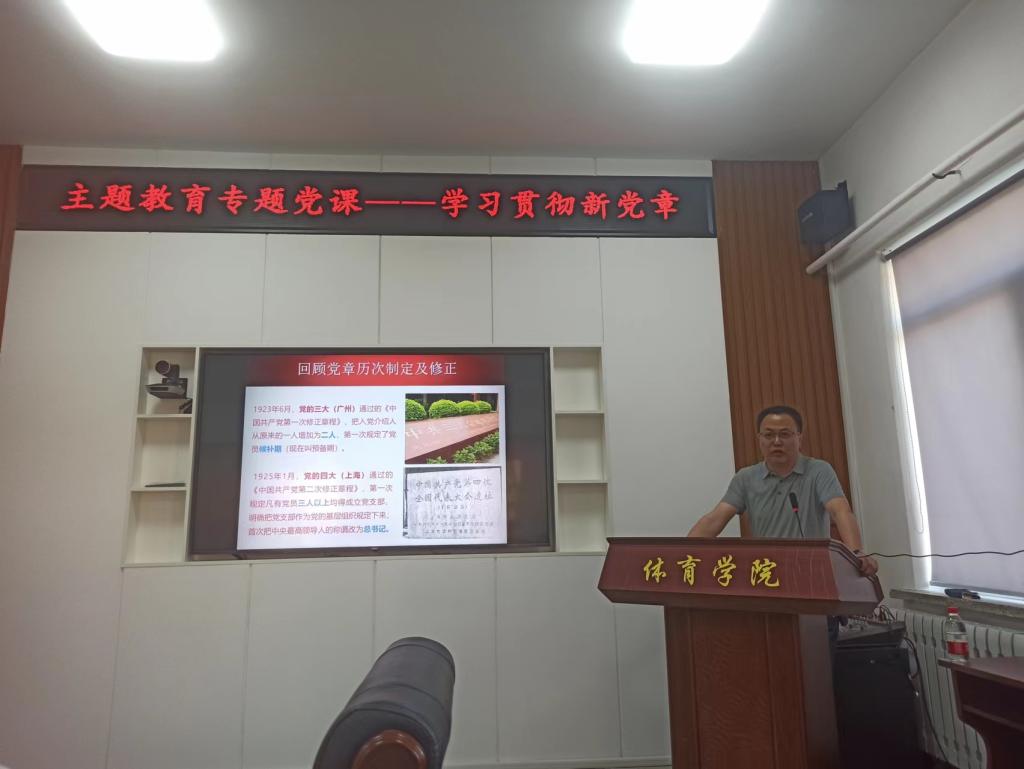 主题教育专题党课——学习贯彻新党章
回顾党章历次制定及修正
1923年6月，党的三大（广州）通过的《中
国共产党第一次修正章程》，把入党介绍人
从原来的一人增加为二人，第一次规定了党
员候补期（现在叫预备期）。
1925年1月，党的四大（上海）通过的
《中国共产党第二次修正章程》，第一次
规定凡有党员三人以上均得成立党支部，
明确把党支部作为党的基层组织规定下来；
首次把中央最高领导人的称谓改为总书记。
中国共产党第四次
全国代表大会遗址
体育学院